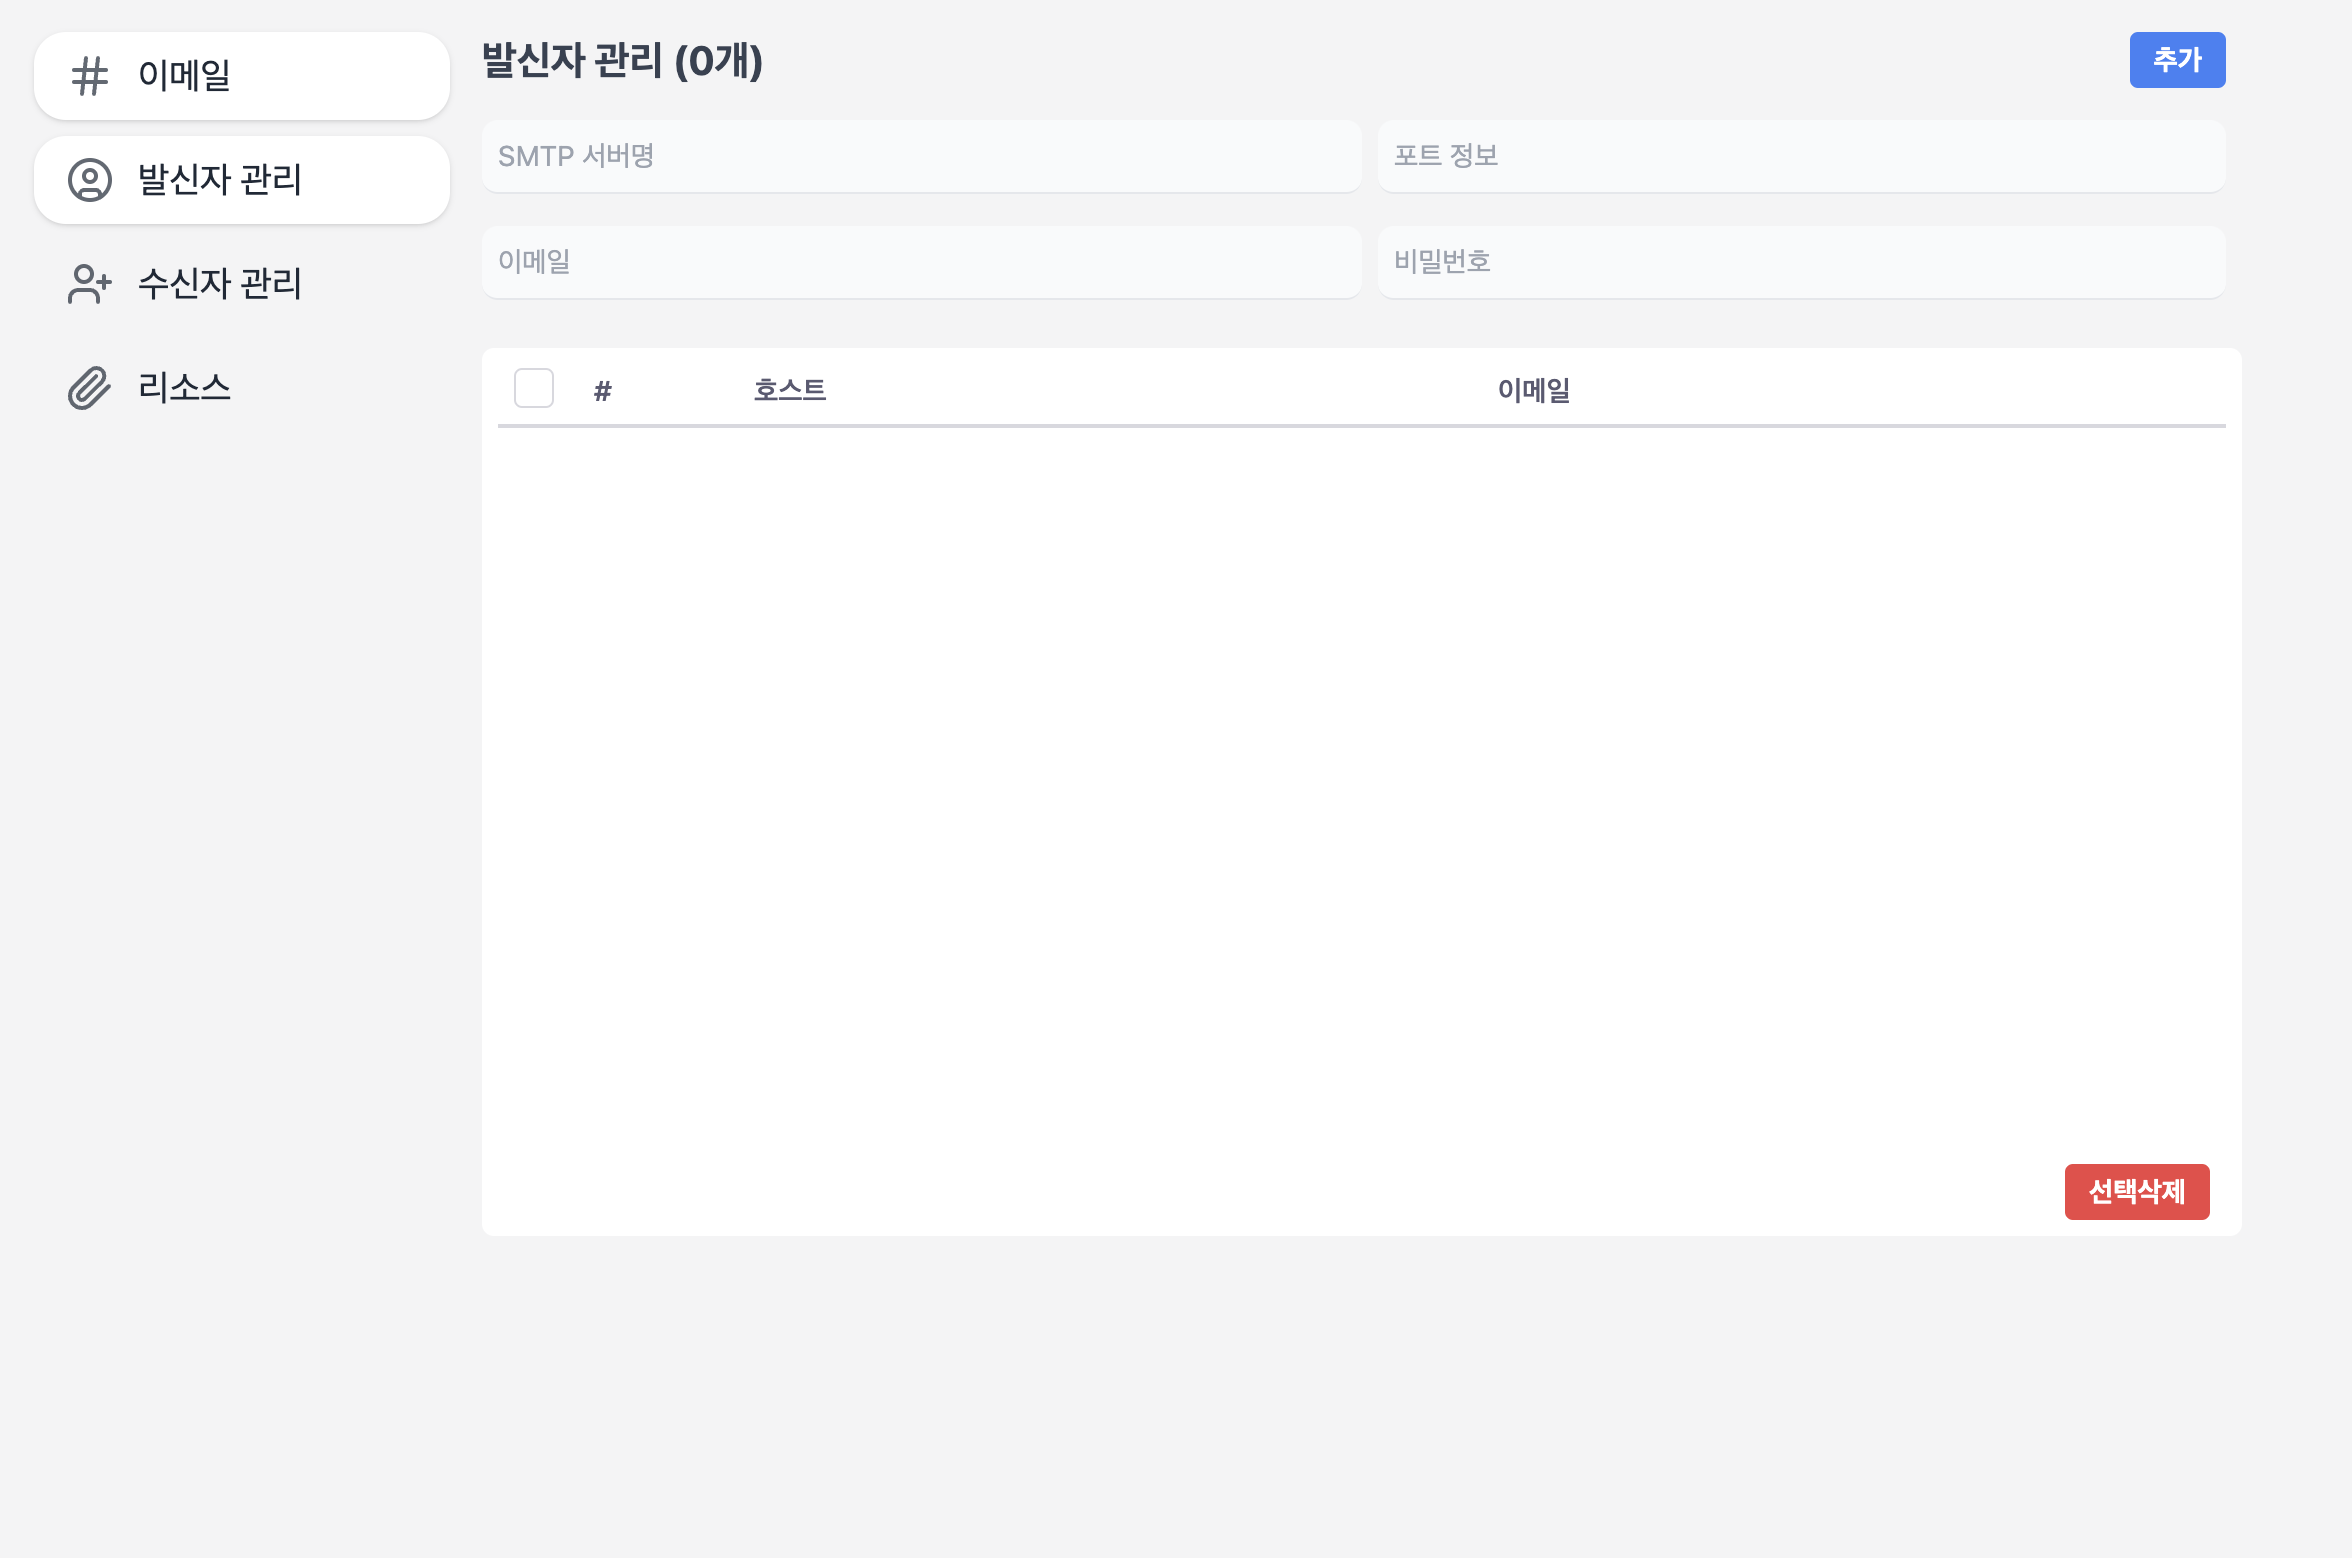 이메일
발신자 관리
수신자 관리
리소스
발신자 관리 (0개)
추가
SMTP 서버명
포트 정보
이메일
비밀번호
# 호스트 이메일
선택삭제